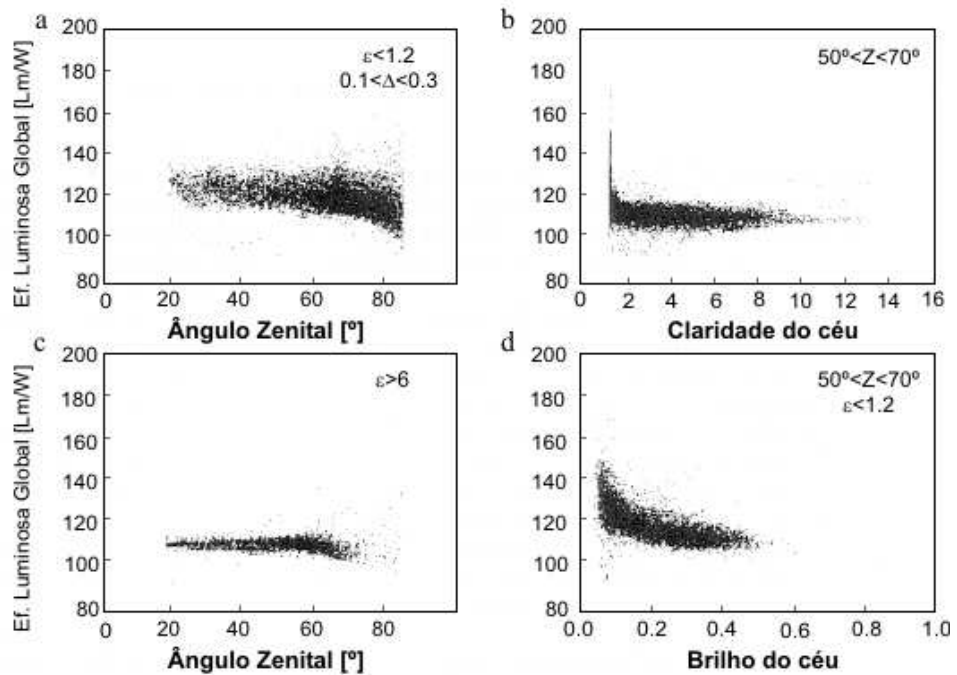 a
200
180
160
140
120
100
80
Ef. Luminosa Global [Lm/W]
ε<1.2
0.1<Δ<0.3
0 20 40 60 80
Ângulo Zenital [º]
b
200
180
160
140
120
100
80
50º<Z<70º
0 2 4 6 8 10 12 14 16
Claridade do céu
c
200
180
160
140
120
100
80
Ef. Luminosa Global [Lm/W]
ε>6
0 20 40 60 80
Ângulo Zenital [º]
d
200
180
160
140
120
100
80
50º<Z<70º
ε<1.2
0.0 0.2 0.4 0.6 0.8 1.0
Brilho do céu